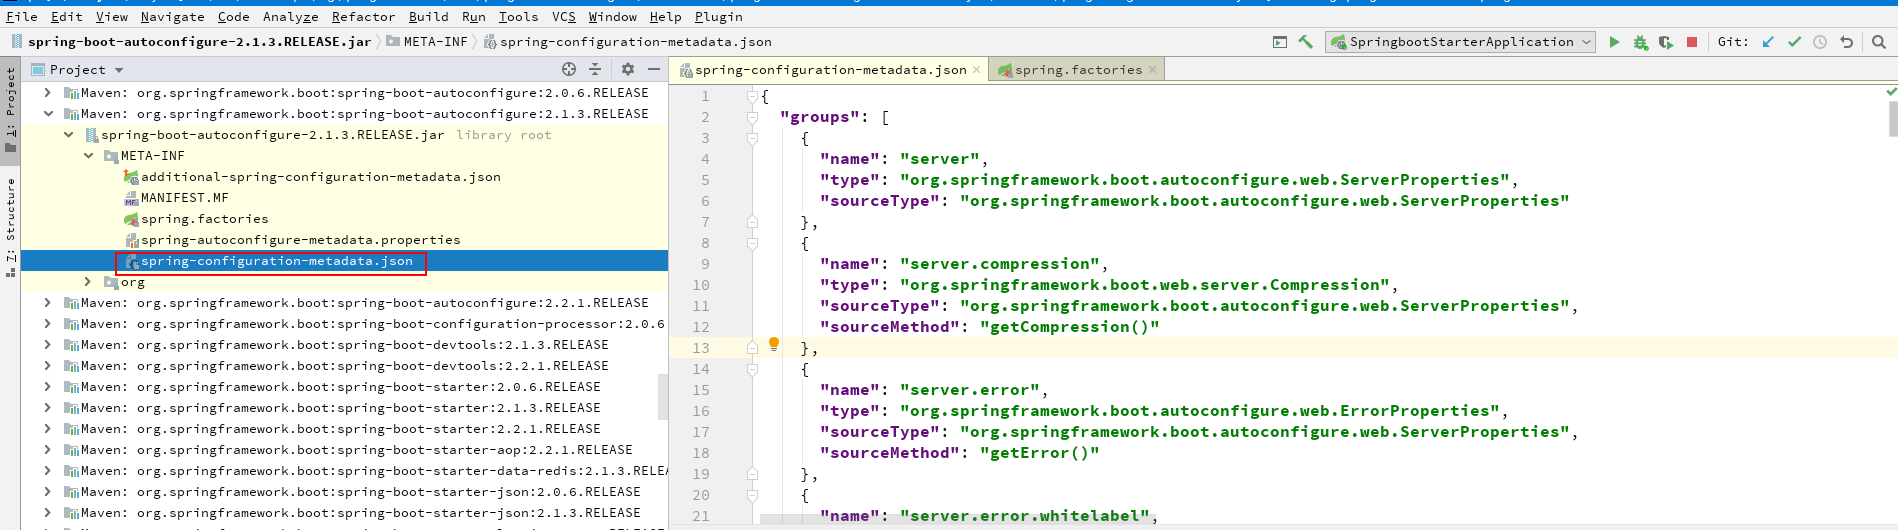 File Edit View Navigate Code Analyze Refactor Build Run Tools VCS Window Help Plugin
spring-boot-autoconfigure-2.1.3.RELEASE.jar META-INF spring-configuration-metadata.json SpringbootStarterApplication Git:
1: Project
7: Structure
Project
Maven: org.springframework.boot:spring-boot-autoconfigure:2.0.6.RELEASE
Maven: org.springframework.boot:spring-boot-autoconfigure:2.1.3.RELEASE
spring-boot-autoconfigure-2.1.3.RELEASE.jar library root
META-INF
additional-spring-configuration-metadata.json
MANIFEST.MF
spring.factories
spring-autoconfigure-metadata.properties
spring-configuration-metadata.json
org
Maven: org.springframework.boot:spring-boot-autoconfigure:2.2.1.RELEASE
Maven: org.springframework.boot:spring-boot-configuration-processor:2.0.6
Maven: org.springframework.boot:spring-boot-devtools:2.1.3.RELEASE
Maven: org.springframework.boot:spring-boot-devtools:2.2.1.RELEASE
Maven: org.springframework.boot:spring-boot-starter:2.0.6.RELEASE
Maven: org.springframework.boot:spring-boot-starter:2.1.3.RELEASE
Maven: org.springframework.boot:spring-boot-starter:2.2.1.RELEASE
Maven: org.springframework.boot:spring-boot-starter-aop:2.2.1.RELEASE
Maven: org.springframework.boot:spring-boot-starter-data-redis:2.1.3.RELEA
Maven: org.springframework.boot:spring-boot-starter-json:2.0.6.RELEASE
Maven: org.springframework.boot:spring-boot-starter-json:2.1.3.RELEASE
spring-configuration-metadata.json spring.factories
1 {
2 "groups": [
3 {
4 "name": "server",
5 "type": "org.springframework.boot.autoconfigure.web.ServerProperties",
6 "sourceType": "org.springframework.boot.autoconfigure.web.ServerProperties"
7 },
8 {
9 "name": "server.compression",
10 "type": "org.springframework.boot.web.server.Compression",
11 "sourceType": "org.springframework.boot.autoconfigure.web.ServerProperties",
12 "sourceMethod": "getCompression()"
13 },
14 {
15 "name": "server.error",
16 "type": "org.springframework.boot.autoconfigure.web.ErrorProperties",
17 "sourceType": "org.springframework.boot.autoconfigure.web.ServerProperties",
18 "sourceMethod": "getError()"
19 },
20 {
21 "name": "server.error.whitelabel",